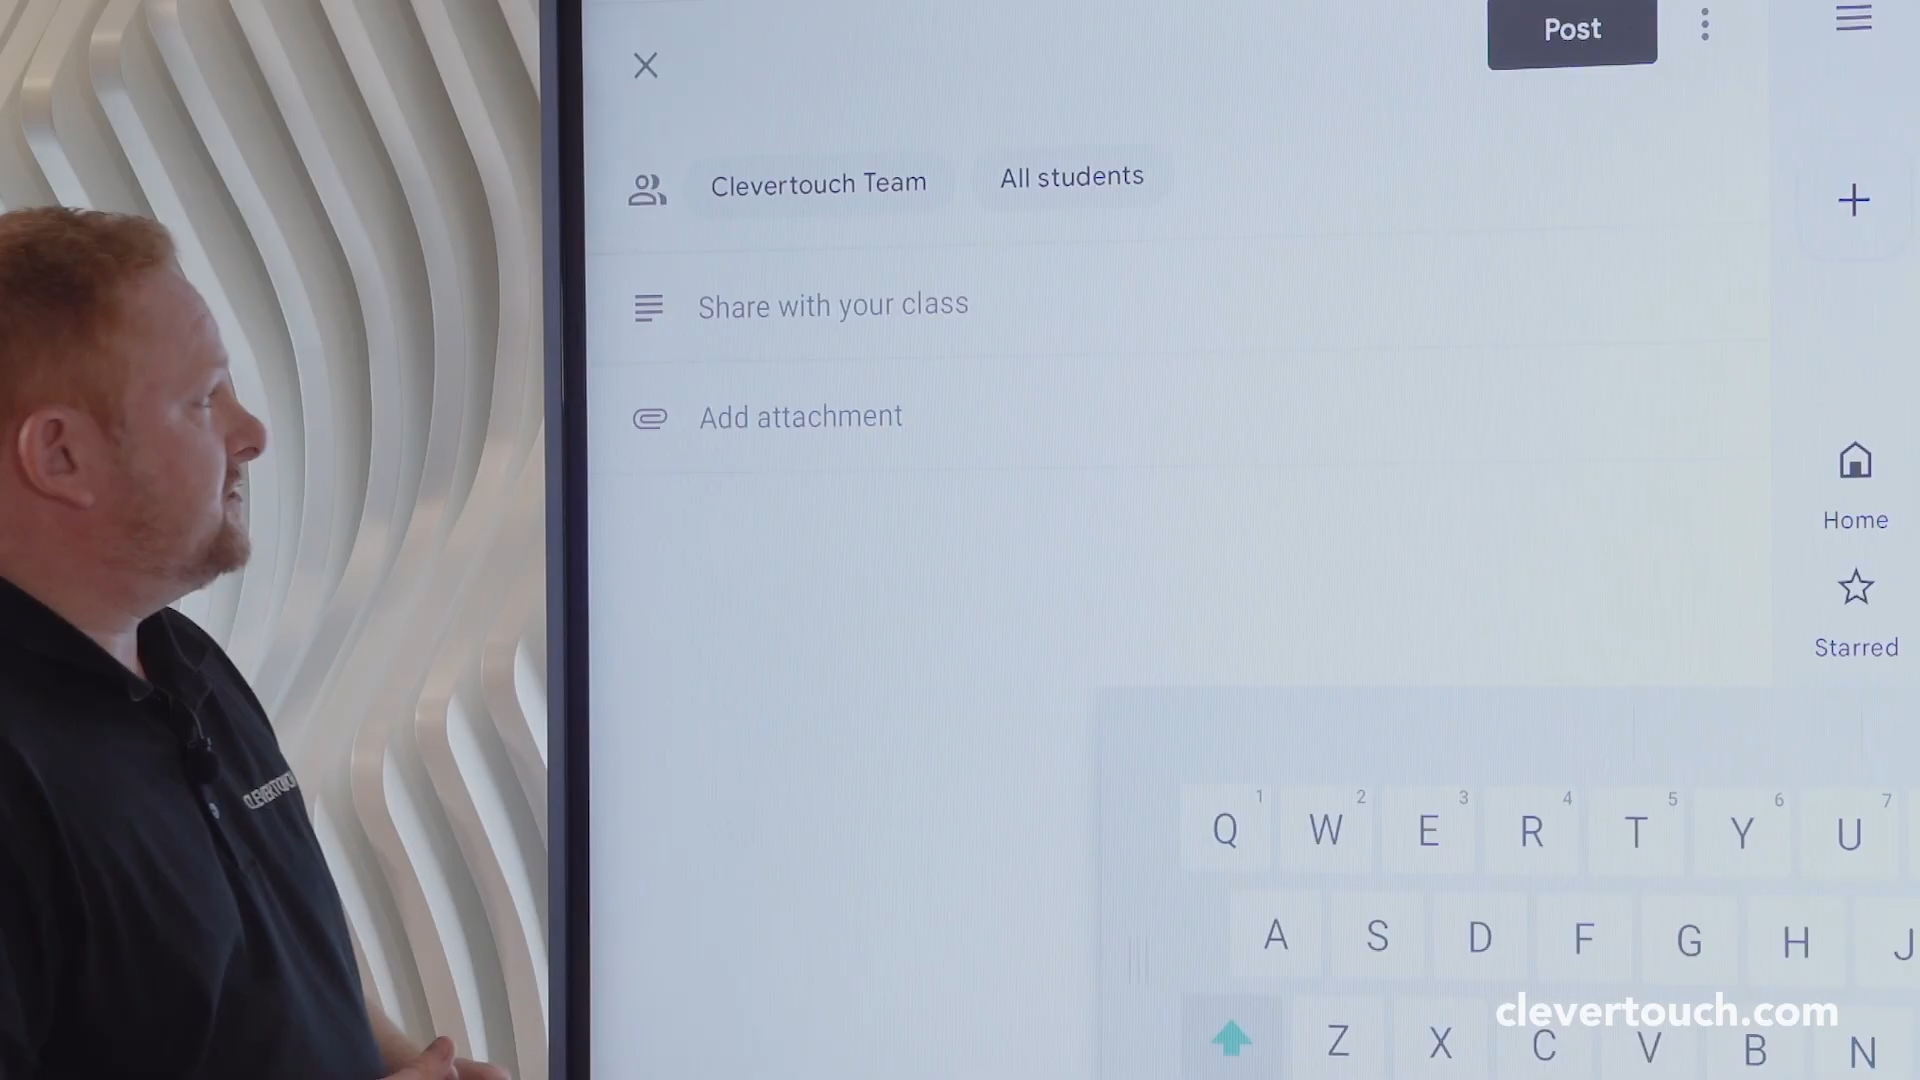 Post
Clevertouch Team
All students
Share with your class
Add attachment
Home
Starred
1 2 3 4 5 6 7
Q W E R T Y U
A S D F G H J
Z X C V B N
CLEVERTOUCH
clevertouch.com